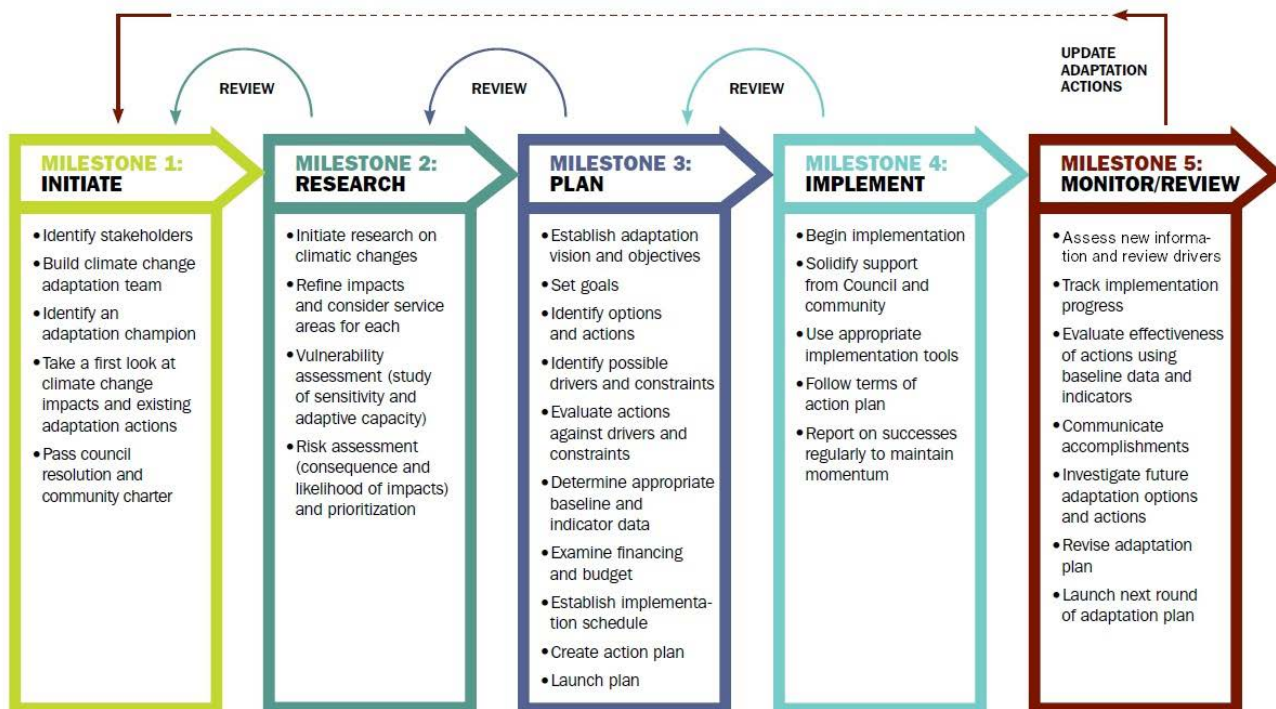 UPDATE
ADAPTATION
ACTIONS
REVIEW
REVIEW
REVIEW
MILESTONE 1:
INITIATE
• Identify stakeholders
• Build climate change
adaptation team
• Identify an
adaptation champion
• Take a first look at
climate change
impacts and existing
adaptation actions
• Pass council
resolution and
community charter
MILESTONE 2:
RESEARCH
• Initiate research on
climatic changes
• Refine impacts
and consider service
areas for each
• Vulnerability
assessment (study
of sensitivity and
adaptive capacity)
• Risk assessment
(consequence and
likelihood of impacts)
and prioritization
MILESTONE 3:
PLAN
• Establish adaptation
vision and objectives
• Set goals
• Identify options
and actions
• Identify possible
drivers and constraints
• Evaluate actions
against drivers and
constraints
• Determine appropriate
baseline and
indicator data
• Examine financing
and budget
• Establish implementa-
tion schedule
• Create action plan
• Launch plan
MILESTONE 4:
IMPLEMENT
• Begin implementation
• Solidify support
from Council and
community
• Use appropriate
implementation tools
• Follow terms of
action plan
• Report on successes
regularly to maintain
momentum
MILESTONE 5:
MONITOR/REVIEW
• Assess new informa-
tion and review drivers
• Track implementation
progress
• Evaluate effectiveness
of actions using
baseline data and
indicators
• Communicate
accomplishments
• Investigate future
adaptation options
and actions
• Revise adaptation
plan
• Launch next round
of adaptation plan